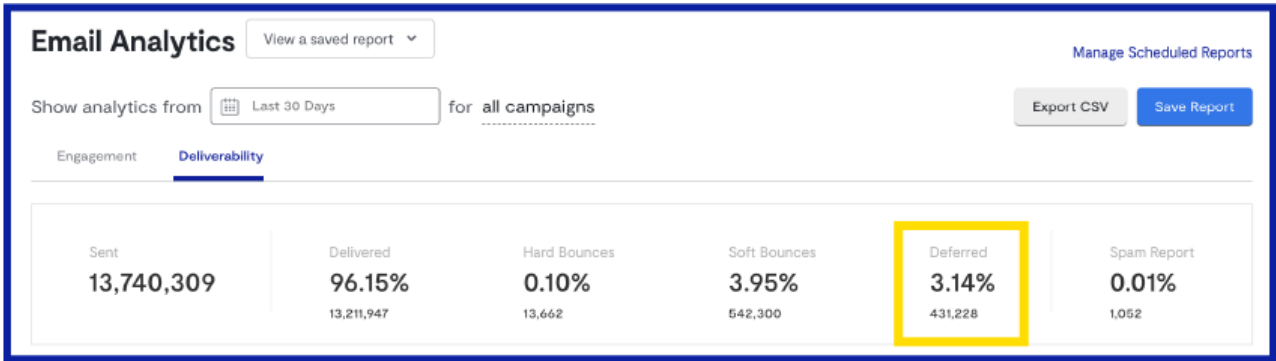 Email Analytics View a saved report
Manage Scheduled Reports
Show analytics from Last 30 Days for all campaigns
Export CSV Save Report
Engagement Deliverability
Sent Delivered Hard Bounces Soft Bounces Deferred Spam Report
13,740,309 96.15% 0.10% 3.95% 3.14% 0.01%
13,211,947 13,662 542,300 431,228 1,052